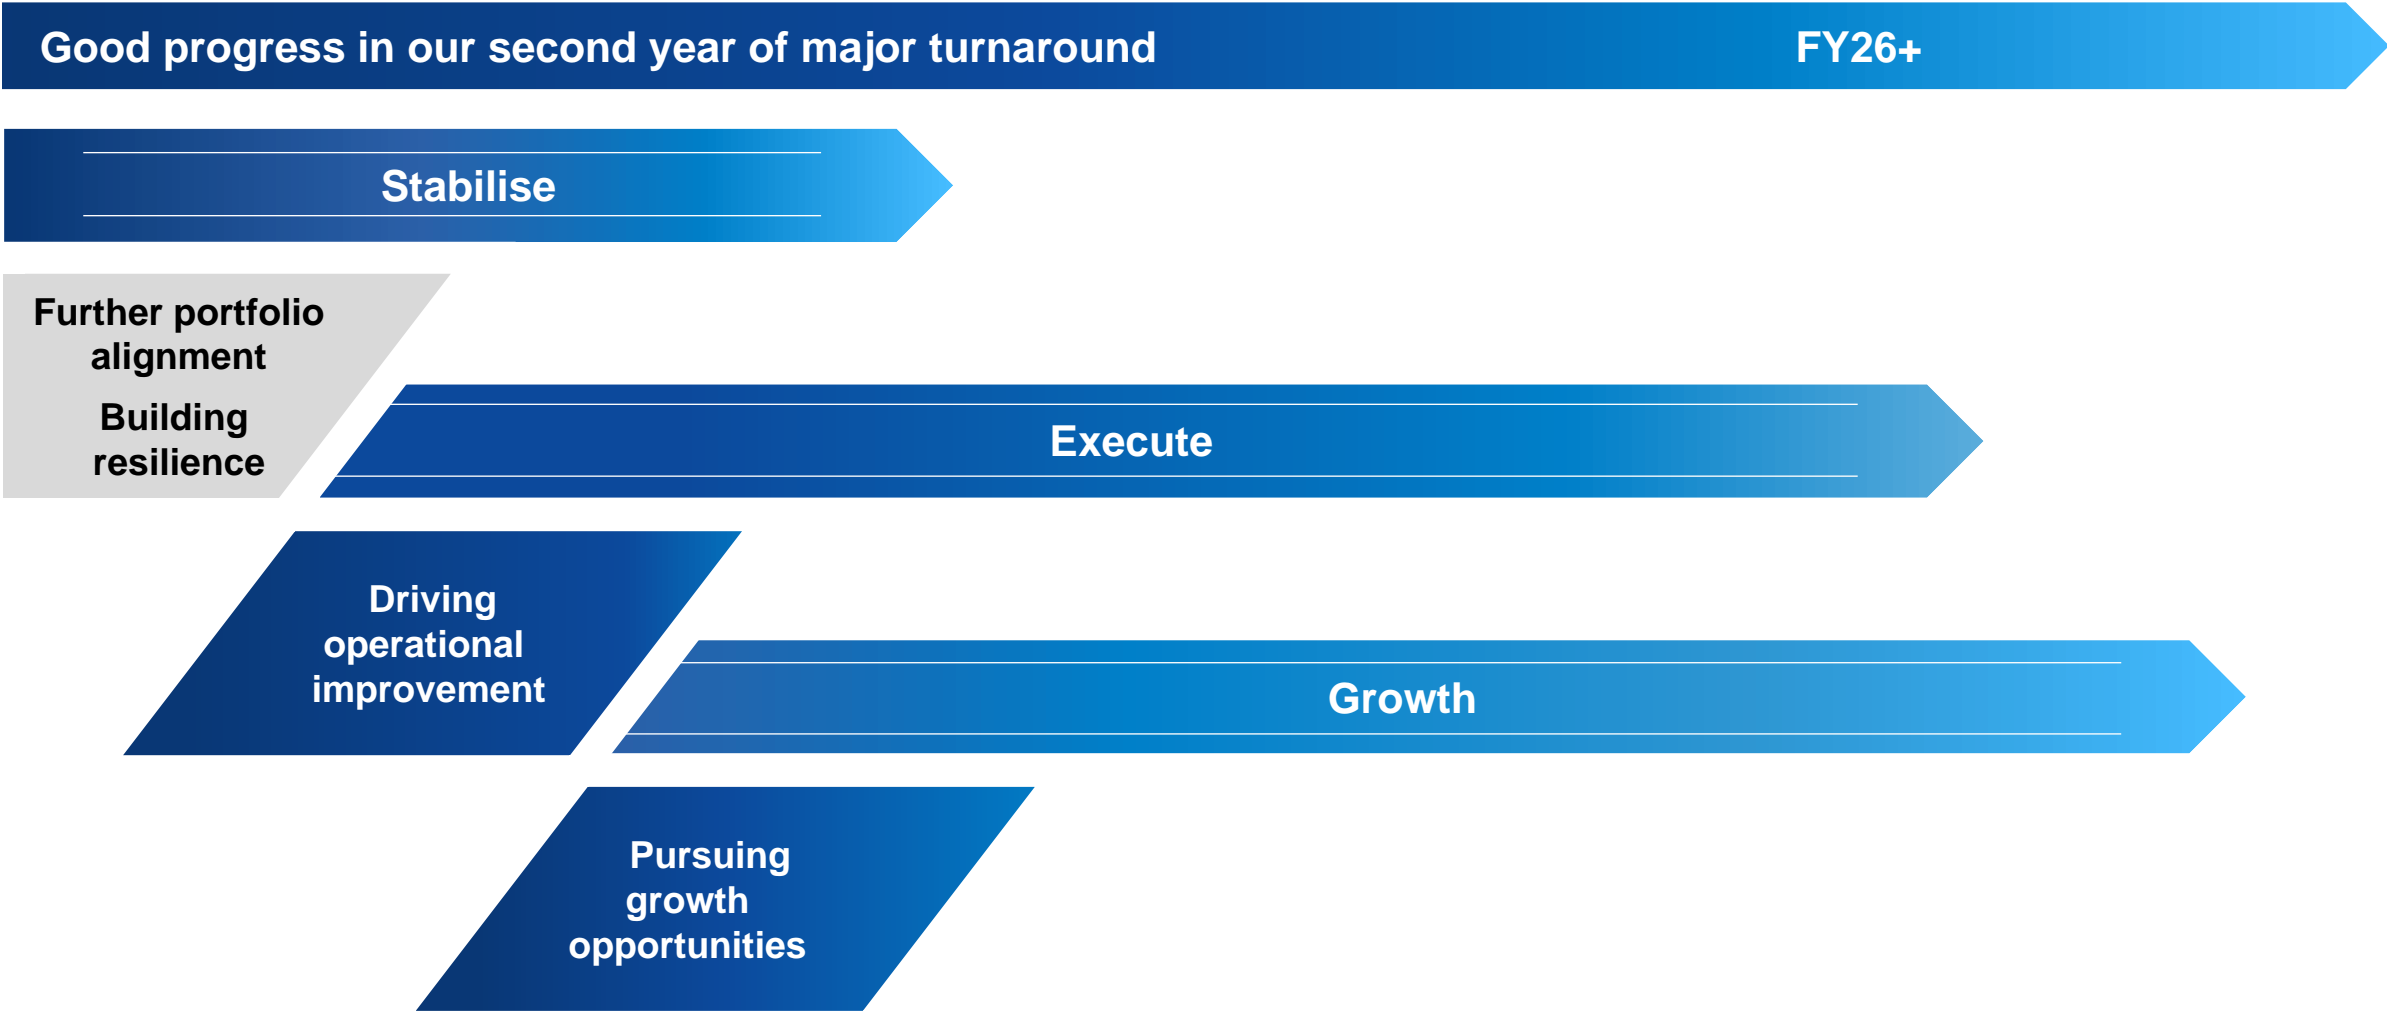 Good progress in our second year of major turnaround FY26+
Stabilise
Further portfolio
alignment
Building
resilience
Execute
Driving
operational
improvement
Growth
Pursuing
growth
opportunities